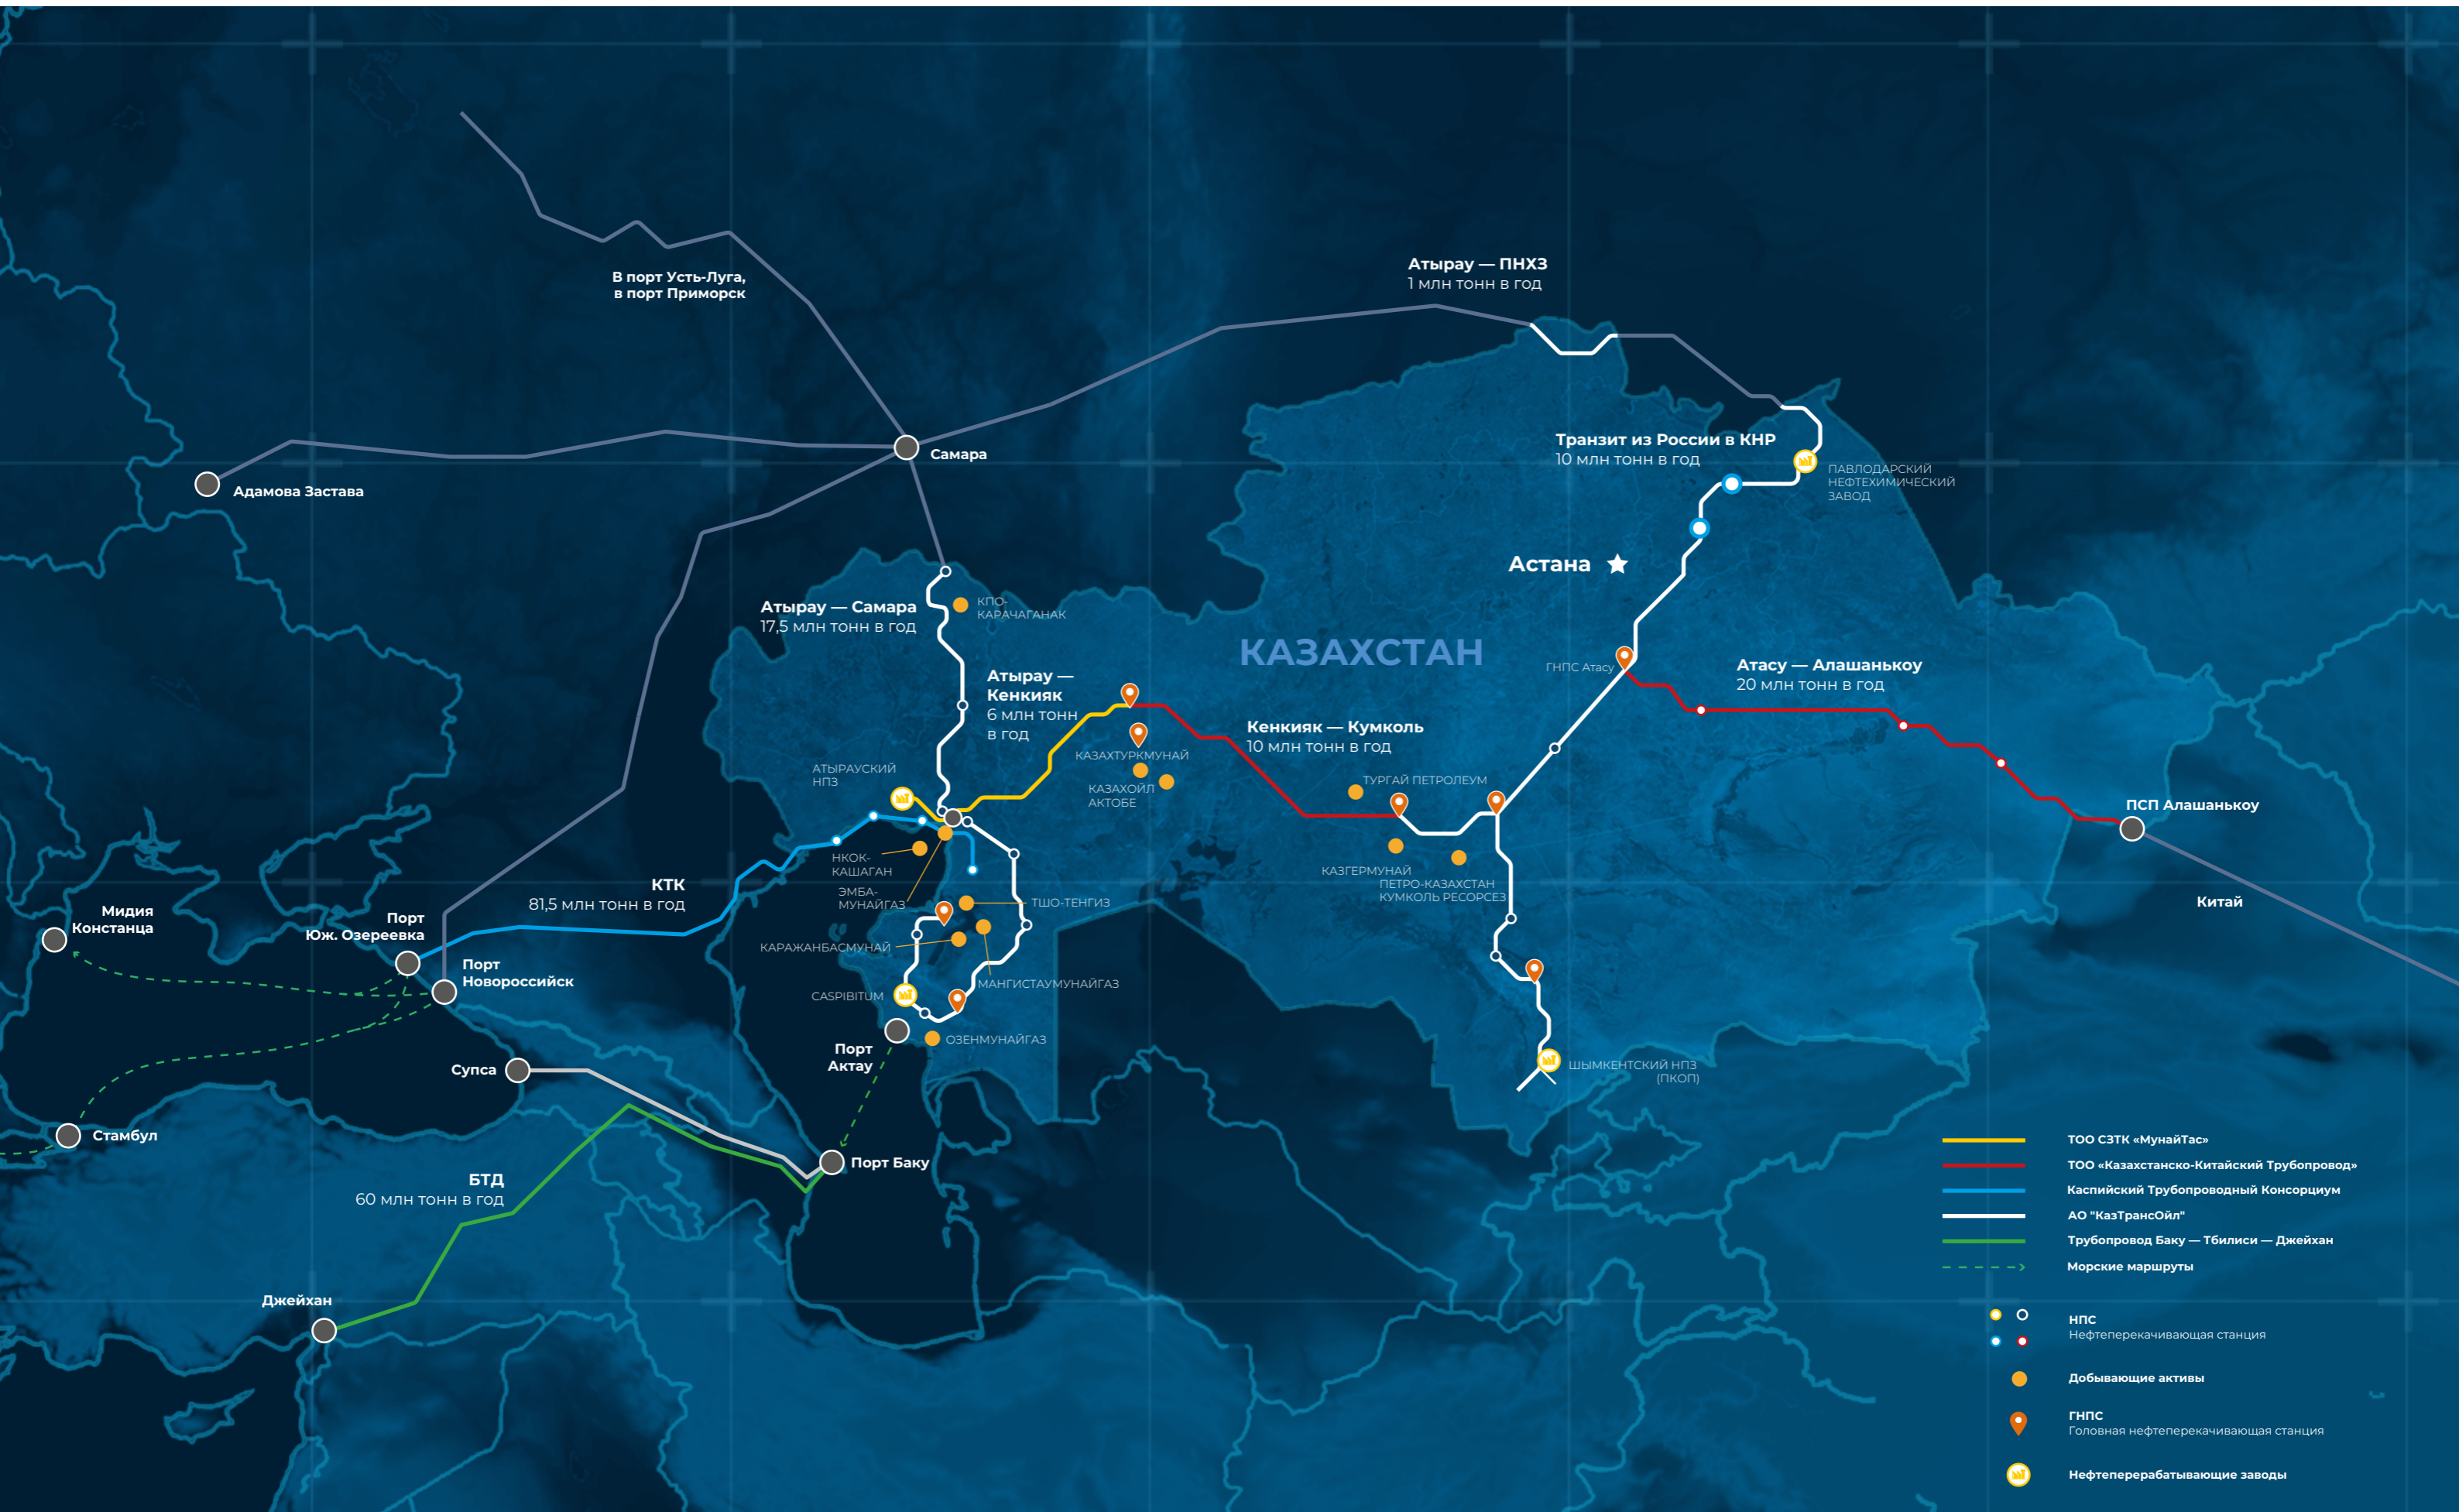 В порт Усть-Луга,
в порт Приморск
Атырау — ПНХЗ
1 млн тонн в год
Самара
Адамова Застава
Транзит из России в КНР
10 млн тонн в год
ПАВЛОДАРСКИЙ
НЕФТЕХИМИЧЕСКИЙ
ЗАВОД
Астана
КПО-
КАРАЧАГАНАК
Атырау — Самара
17,5 млн тонн в год
КАЗАХСТАН
ГНПС Атасу
Атасу — Алашанькоу
20 млн тонн в год
Атырау —
Кенкияк
6 млн тонн
в год
Кенкияк — Кумколь
10 млн тонн в год
КАЗАХТУРКМУНАЙ
АТЫРАУСКИЙ
НПЗ
КАЗАХОЙЛ
АКТОБЕ
ТУРГАЙ ПЕТРОЛЕУМ
ПСП Алашанькоу
НКОК-
КАШАГАН
КАЗГЕРМУНАЙ
ПЕТРО-КАЗАХСТАН
КУМКОЛЬ РЕСОРСЕЗ
КТК
81,5 млн тонн в год
ЭМБА-
МУНАЙГАЗ
ТШО-ТЕНГИЗ
Китай
Мидия
Констанца
Порт
Юж. Озереевка
КАРАЖАНБАСМУНАЙ
Порт
Новороссийск
МАНГИСТАУМУНАЙГАЗ
CASPIBITUM
ОЗЕНМУНАЙГАЗ
Порт
Актау
Супса
ШЫМКЕНТСКИЙ НПЗ
(ПКОП)
Стамбул
Порт Баку
БТД
60 млн тонн в год
Джейхан
ТОО СЗТК «МунайТас»
ТОО «Казахстанско-Китайский Трубопровод»
Каспийский Трубопроводный Консорциум
АО "КазТрансОйл"
Трубопровод Баку — Тбилиси — Джейхан
Морские маршруты
НПС
Нефтеперекачивающая станция
Добывающие активы
ГНПС
Головная нефтеперекачивающая станция
Нефтеперерабатывающие заводы